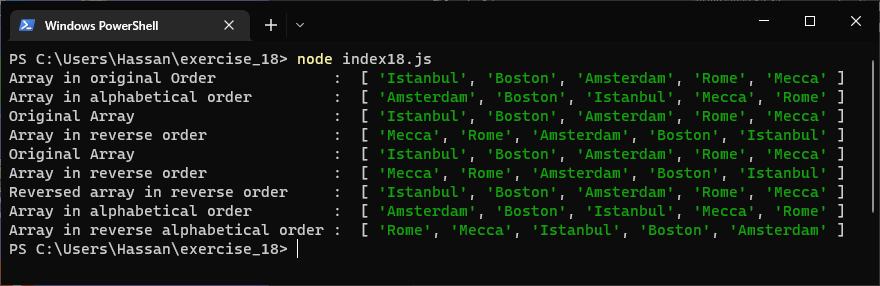 Windows PowerShell
PS C:\Users\Hassan\exercise_18> node index18.js
Array in original Order             :  [ 'Istanbul', 'Boston', 'Amsterdam', 'Rome', 'Mecca' ]
Array in alphabetical order         :  [ 'Amsterdam', 'Boston', 'Istanbul', 'Mecca', 'Rome' ]
Original Array                      :  [ 'Istanbul', 'Boston', 'Amsterdam', 'Rome', 'Mecca' ]
Array in reverse order              :  [ 'Mecca', 'Rome', 'Amsterdam', 'Boston', 'Istanbul' ]
Original Array                      :  [ 'Istanbul', 'Boston', 'Amsterdam', 'Rome', 'Mecca' ]
Array in reverse order              :  [ 'Mecca', 'Rome', 'Amsterdam', 'Boston', 'Istanbul' ]
Reversed array in reverse order     :  [ 'Istanbul', 'Boston', 'Amsterdam', 'Rome', 'Mecca' ]
Array in alphabetical order         :  [ 'Amsterdam', 'Boston', 'Istanbul', 'Mecca', 'Rome' ]
Array in reverse alphabetical order :  [ 'Rome', 'Mecca', 'Istanbul', 'Boston', 'Amsterdam' ]
PS C:\Users\Hassan\exercise_18>